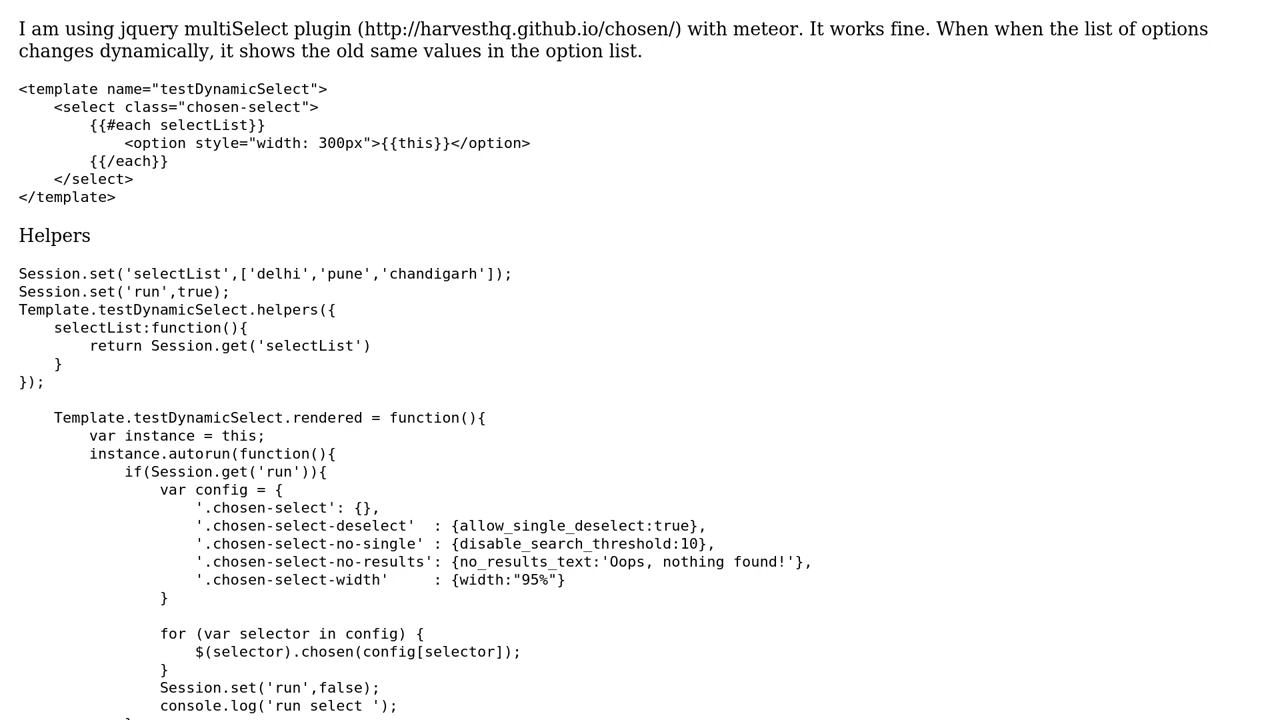 I am using jquery multiSelect plugin (http://harvesthq.github.io/chosen/) with meteor. It works fine. When when the list of options
changes dynamically, it shows the old same values in the option list.
<template name="testDynamicSelect">
    <select class="chosen-select">
        {{#each selectList}}
            <option style="width: 300px">{{this}}</option>
        {{/each}}
    </select>
</template>
Helpers
Session.set('selectList',['delhi','pune','chandigarh']);
Session.set('run',true);
Template.testDynamicSelect.helpers({
    selectList:function(){
        return Session.get('selectList')
    }
});
    Template.testDynamicSelect.rendered = function(){
        var instance = this;
        instance.autorun(function(){
            if(Session.get('run')){
                var config = {
                    '.chosen-select': {},
                    '.chosen-select-deselect'  : {allow_single_deselect:true},
                    '.chosen-select-no-single' : {disable_search_threshold:10},
                    '.chosen-select-no-results': {no_results_text:'Oops, nothing found!'},
                    '.chosen-select-width'     : {width:"95%"}
                }
                for (var selector in config) {
                    $(selector).chosen(config[selector]);
                }
                Session.set('run',false);
                console.log('run select ');